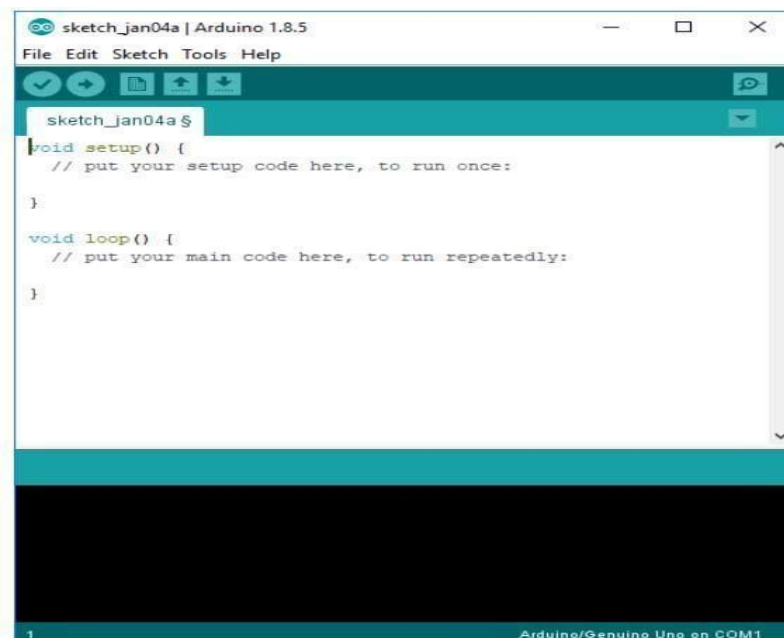 sketch_jan04a | Arduino 1.8.5
File Edit Sketch Tools Help
sketch_jan04a §
void setup() {
  // put your setup code here, to run once:
}
void loop() {
  // put your main code here, to run repeatedly:
}
1 Arduino/Genuino Uno on COM1